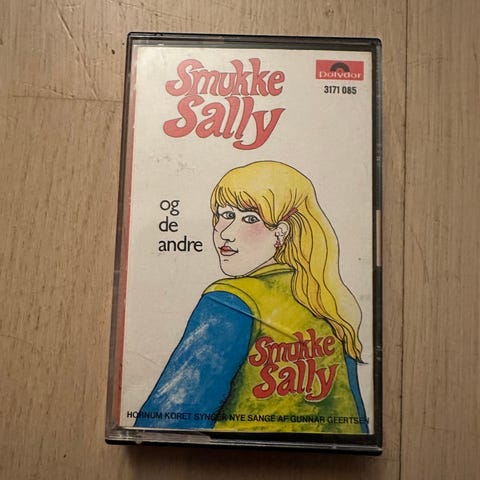 Smukke
Sally
Polydor
3171 085
og
de
andre
Smukke
Sally
HORNUM KORET SYNGER NYE SANGE AF GUNNAR GEERTSEN